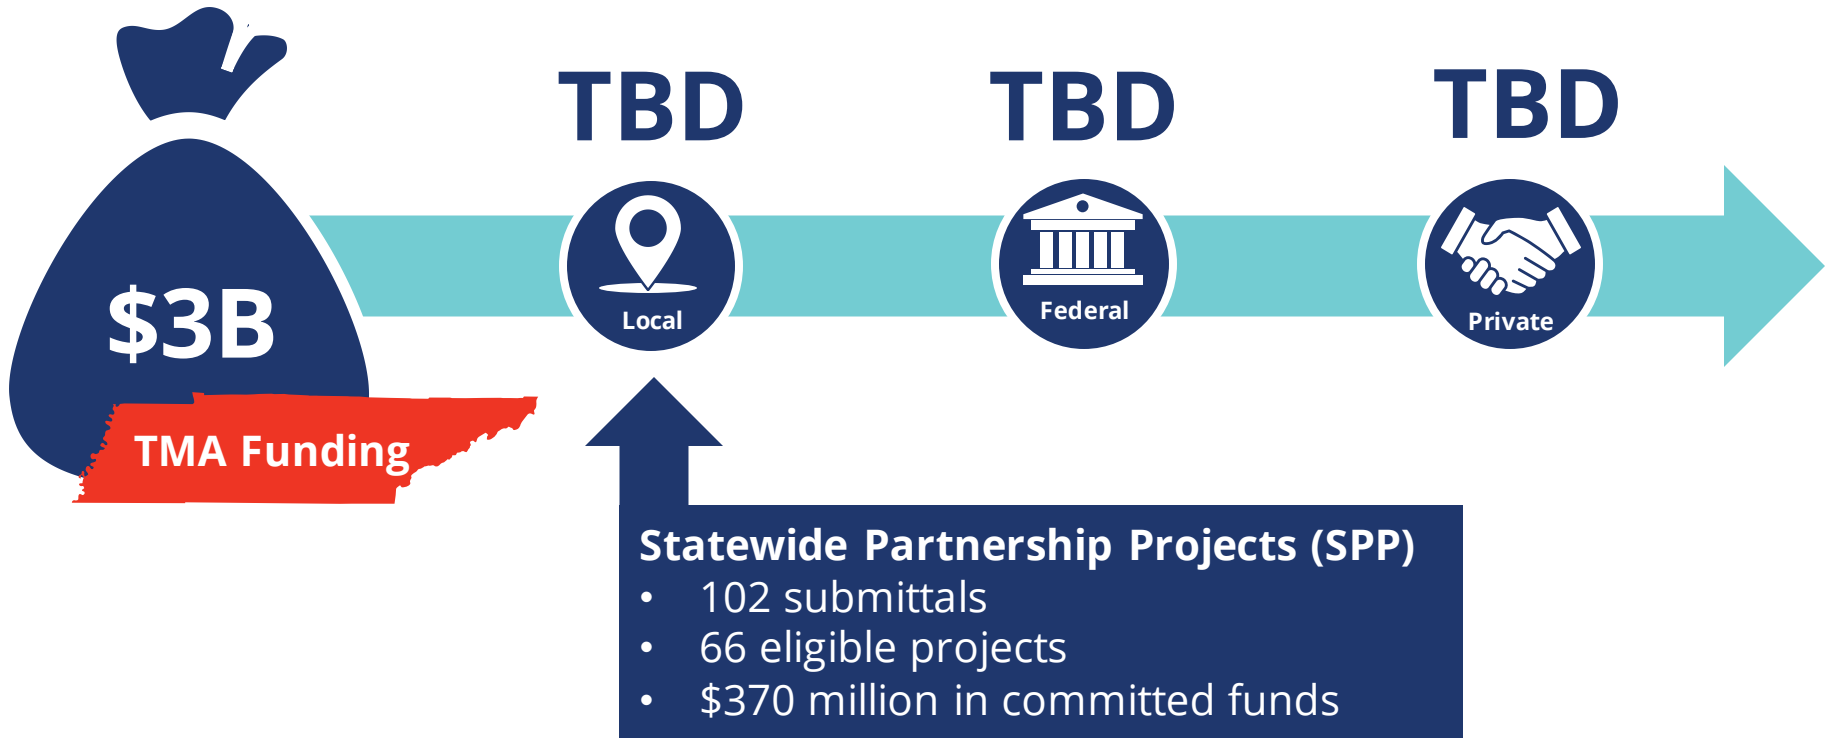 TBD
TBD
TBD
$3B
Local
Federal
Private
TMA Funding
Statewide Partnership Projects (SPP)
• 102 submittals
• 66 eligible projects
• $370 million in committed funds